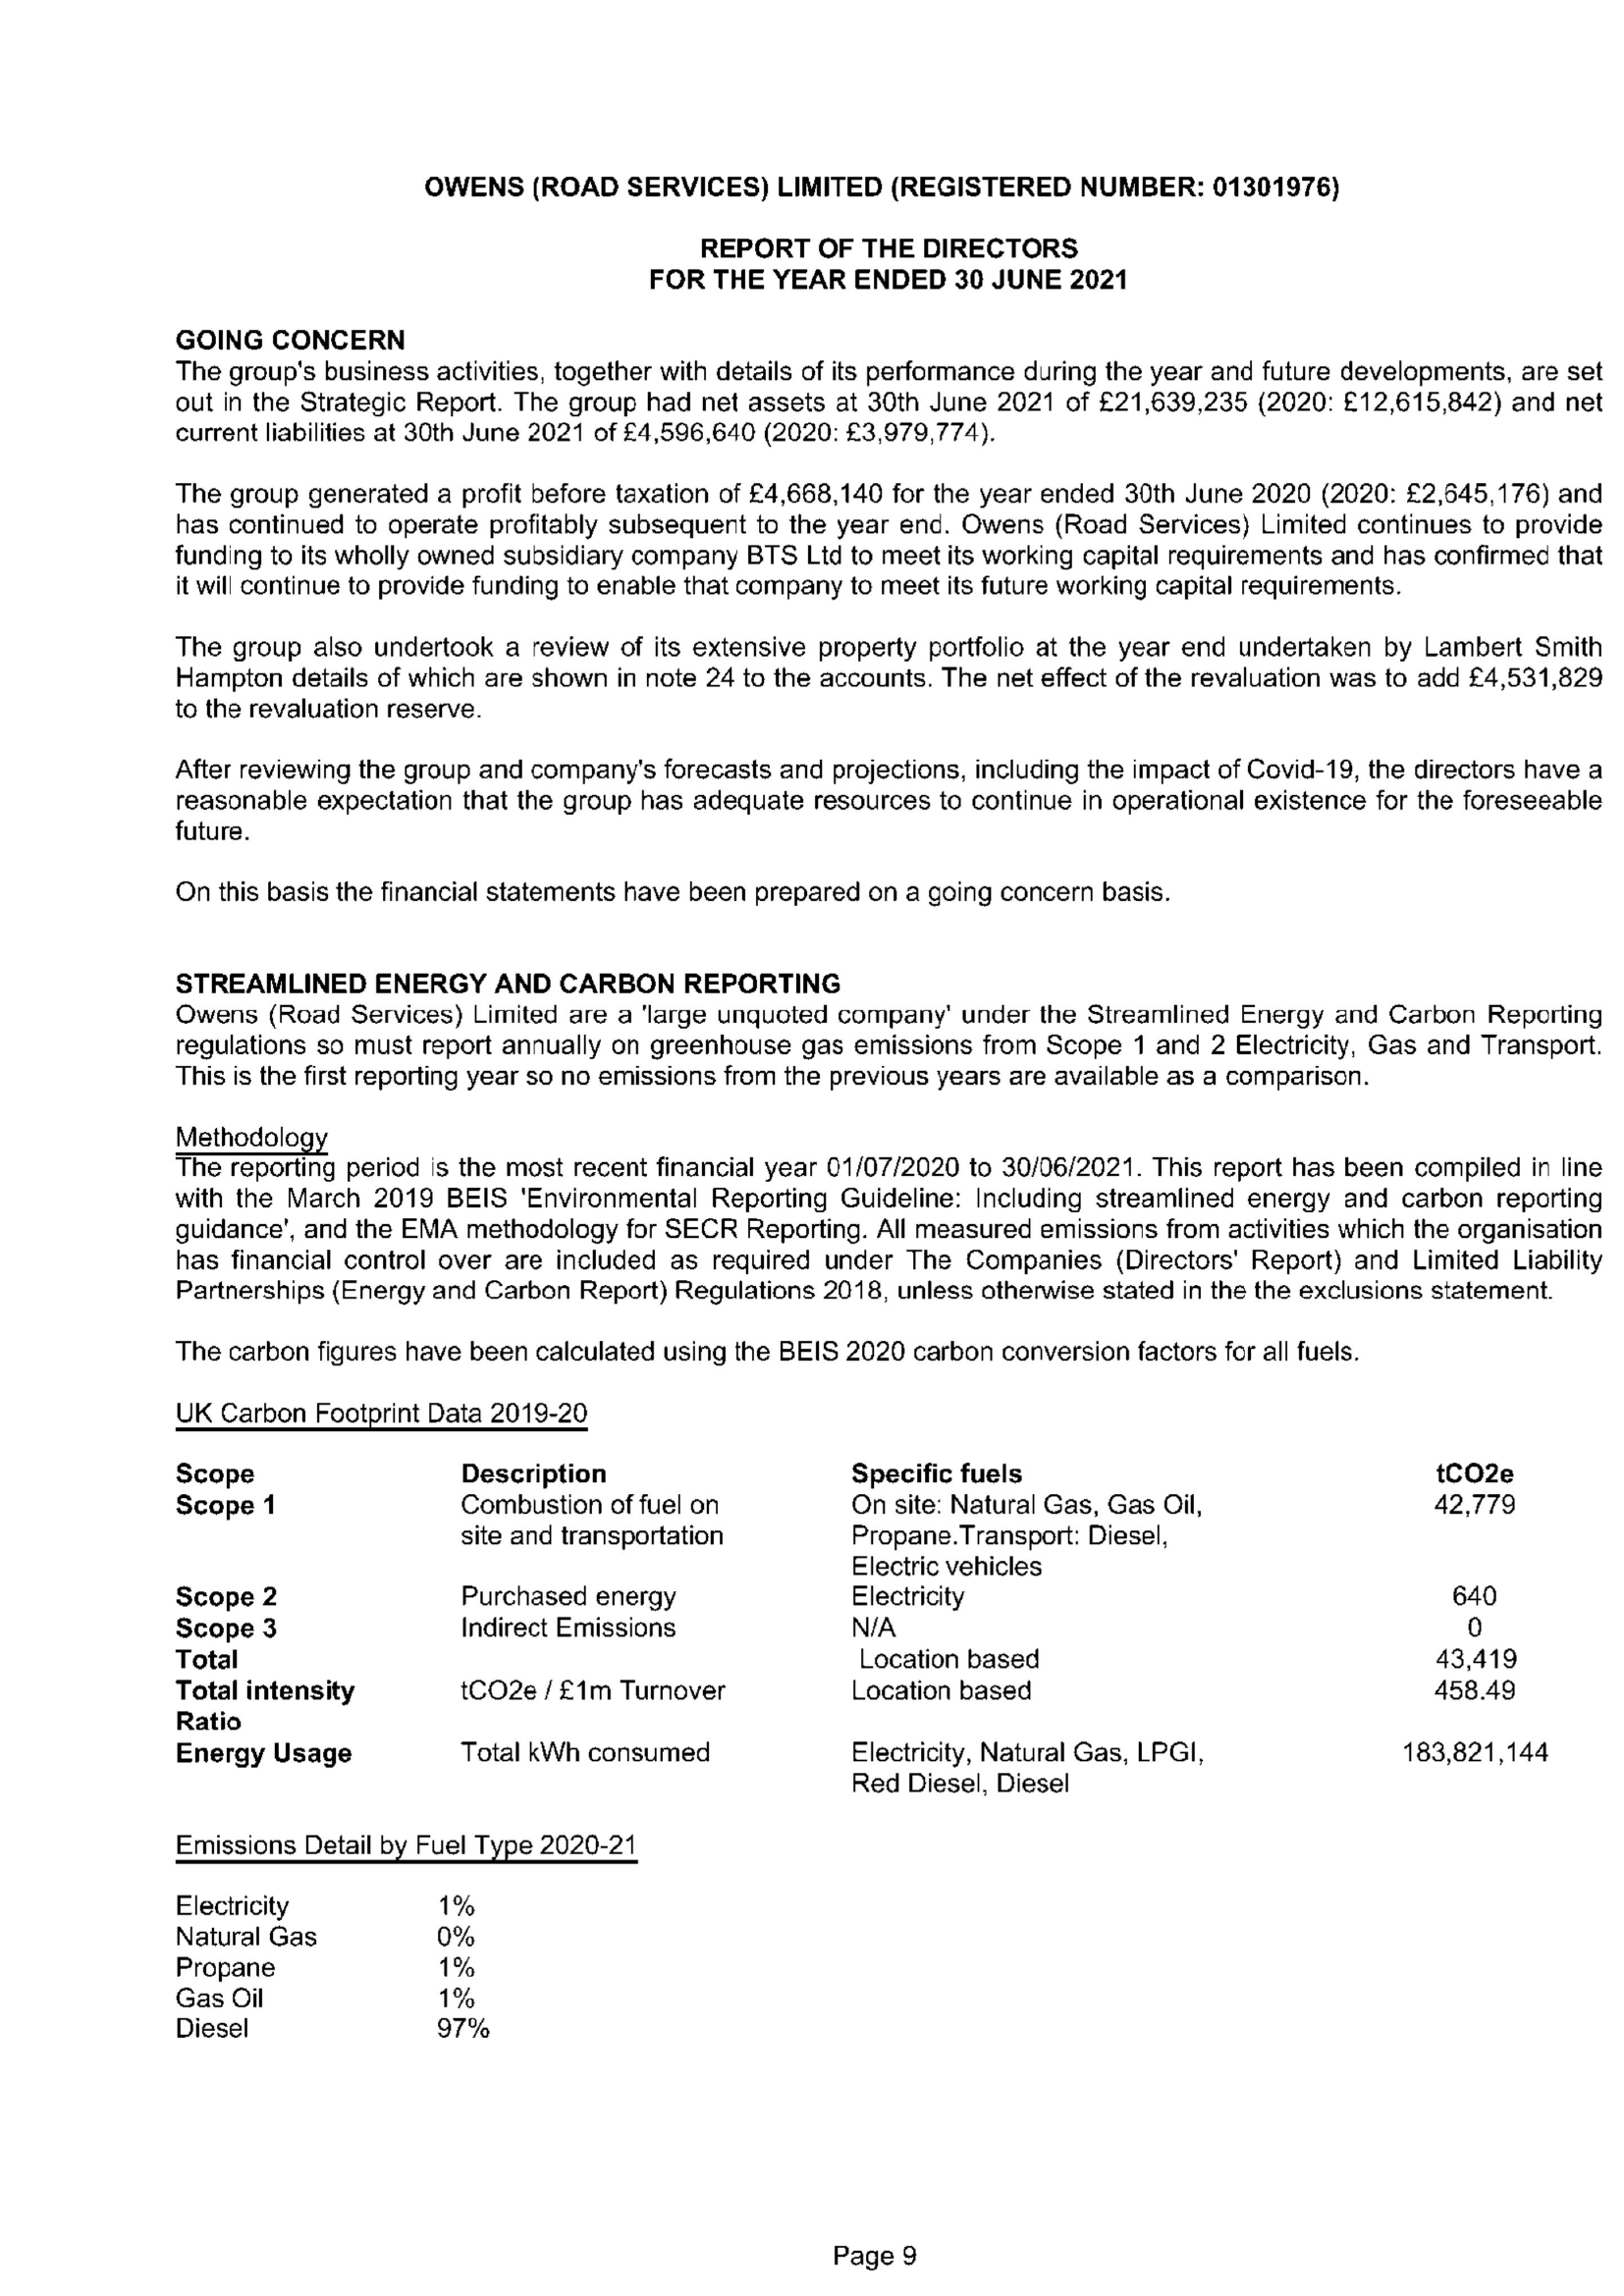 OWENS (ROAD SERVICES) LIMITED (REGISTERED NUMBER: 01301976)
REPORT OF THE DIRECTORS
FOR THE YEAR ENDED 30 JUNE 2021
GOING CONCERN
The group's business activities, together with details of its performance during the year and future developments, are set
out in the Strategic Report. The group had net assets at 30th June 2021 of £21,639,235 (2020: £12,615,842) and net
current liabilities at 30th June 2021 of £4,596,640 (2020: £3,979,774).
The group generated a profit before taxation of £4,668,140 for the year ended 30th June 2020 (2020: £2,645,176) and
has continued to operate profitably subsequent to the year end. Owens (Road Services) Limited continues to provide
funding to its wholly owned subsidiary company BTS Ltd to meet its working capital requirements and has confirmed that
it will continue to provide funding to enable that company to meet its future working capital requirements.
The group also undertook a review of its extensive property portfolio at the year end undertaken by Lambert Smith
Hampton details of which are shown in note 24 to the accounts. The net effect of the revaluation was to add £4,531,829
to the revaluation reserve.
After reviewing the group and company's forecasts and projections, including the impact of Covid-19, the directors have a
reasonable expectation that the group has adequate resources to continue in operational existence for the foreseeable
future.
On this basis the financial statements have been prepared on a going concern basis.
STREAMLINED ENERGY AND CARBON REPORTING
Owens (Road Services) Limited are a 'large unquoted company' under the Streamlined Energy and Carbon Reporting
regulations so must report annually on greenhouse gas emissions from Scope 1 and 2 Electricity, Gas and Transport.
This is the first reporting year so no emissions from the previous years are available as a comparison.
Methodology
The reporting period is the most recent financial year 01/07/2020 to 30/06/2021. This report has been compiled in line
with the March 2019 BEIS 'Environmental Reporting Guideline: Including streamlined energy and carbon reporting
guidance', and the EMA methodology for SECR Reporting. All measured emissions from activities which the organisation
has financial control over are included as required under The Companies (Directors' Report) and Limited Liability
Partnerships (Energy and Carbon Report) Regulations 2018, unless otherwise stated in the the exclusions statement.
The carbon figures have been calculated using the BEIS 2020 carbon conversion factors for all fuels.
UK Carbon Footprint Data 2019-20
Scope Description Specific fuels tCO2e
Scope 1 Combustion of fuel on On site: Natural Gas, Gas Oil, 42,779
site and transportation Propane.Transport: Diesel,
Electric vehicles
Scope 2 Purchased energy Electricity 640
Scope 3 Indirect Emissions N/A 0
Total Location based 43,419
Total intensity tCO2e / £1m Turnover Location based 458.49
Ratio
Energy Usage Total kWh consumed Electricity, Natural Gas, LPGI, 183,821,144
Red Diesel, Diesel
Emissions Detail by Fuel Type 2020-21
Electricity 1%
Natural Gas 0%
Propane 1%
Gas Oil 1%
Diesel 97%
Page 9